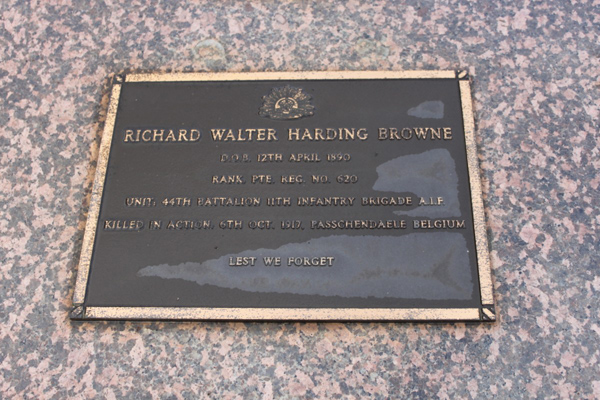 RICHARD WALTER HARDING BROWNE
D.O.B. 12TH APRIL 1890
RANK PTE. REG. NO. 620
UNIT: 44TH BATTALION 11TH INFANTRY BRIGADE A.I.F.
KILLED IN ACTION: 6TH OCT. 1917, PASSCHENDAELE BELGIUM
LEST WE FORGET